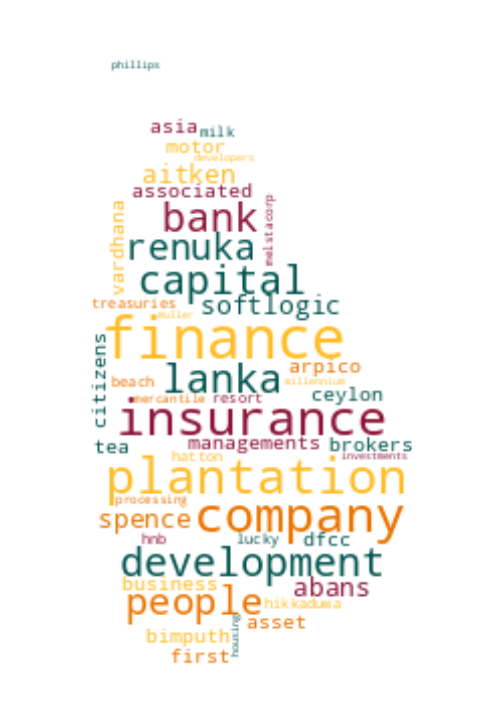 phillips
asia milk
motor
developers
aitken
associated
vardhana
bank
melstacorp
renuka
capital
treasuries softlogic
muller
finance
citizens
arpico
lanka
beach millennium
mercantile resort ceylon
insurance
tea managements brokers
hatton investments
plantation
processing
spence company
hnb lucky dfcc
development
business abans
people hikkaduwa
asset
bimputh
housing
first